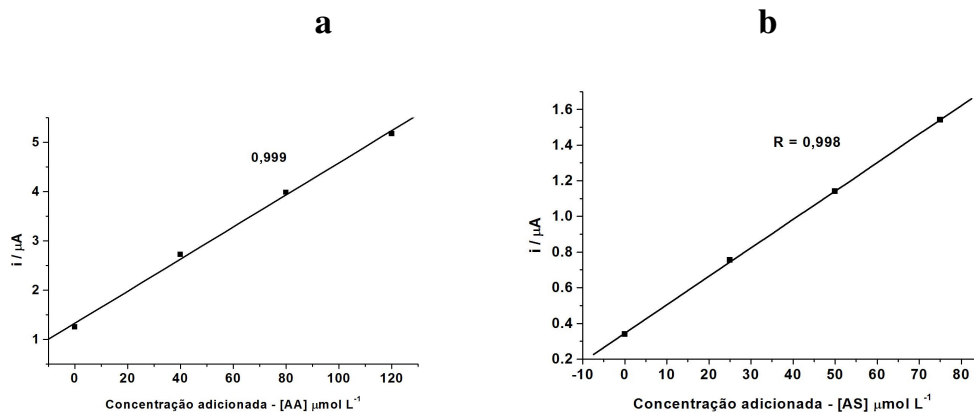 a
5
4
3
2
1
i / μA
0,999
0 20 40 60 80 100 120
Concentração adicionada - [AA] μmol L⁻¹
b
1.6
1.4
1.2
1.0
0.8
0.6
0.4
0.2
i / μA
R = 0,998
-10 0 10 20 30 40 50 60 70 80
Concentração adicionada - [AS] μmol L⁻¹